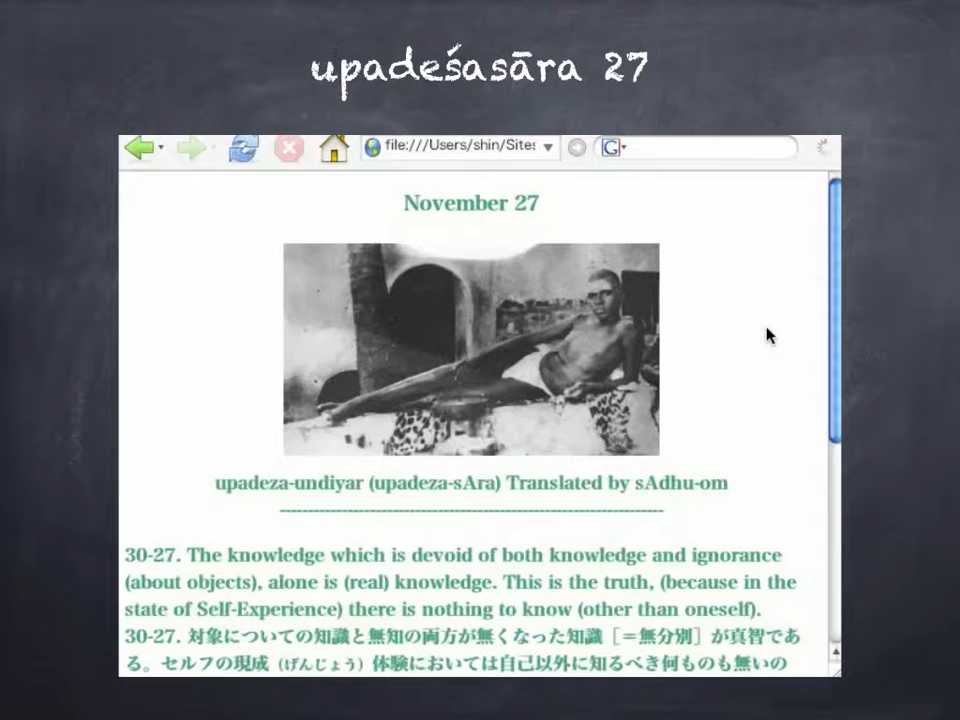 upadeśasāra 27
file:///Users/shin/Sites
November 27
upadeza-undiyar (upadeza-sAra) Translated by sAdhu-om
----------------------------------------------------------------------
30-27. The knowledge which is devoid of both knowledge and ignorance
(about objects), alone is (real) knowledge. This is the truth, (because in the
state of Self-Experience) there is nothing to know (other than oneself).
30-27. 対象についての知識と無知の両方が無くなった知識［=無分別］が真智であ
る。セルフの現成（げんじょう）体験においては自己以外に知るべき何ものも無いの